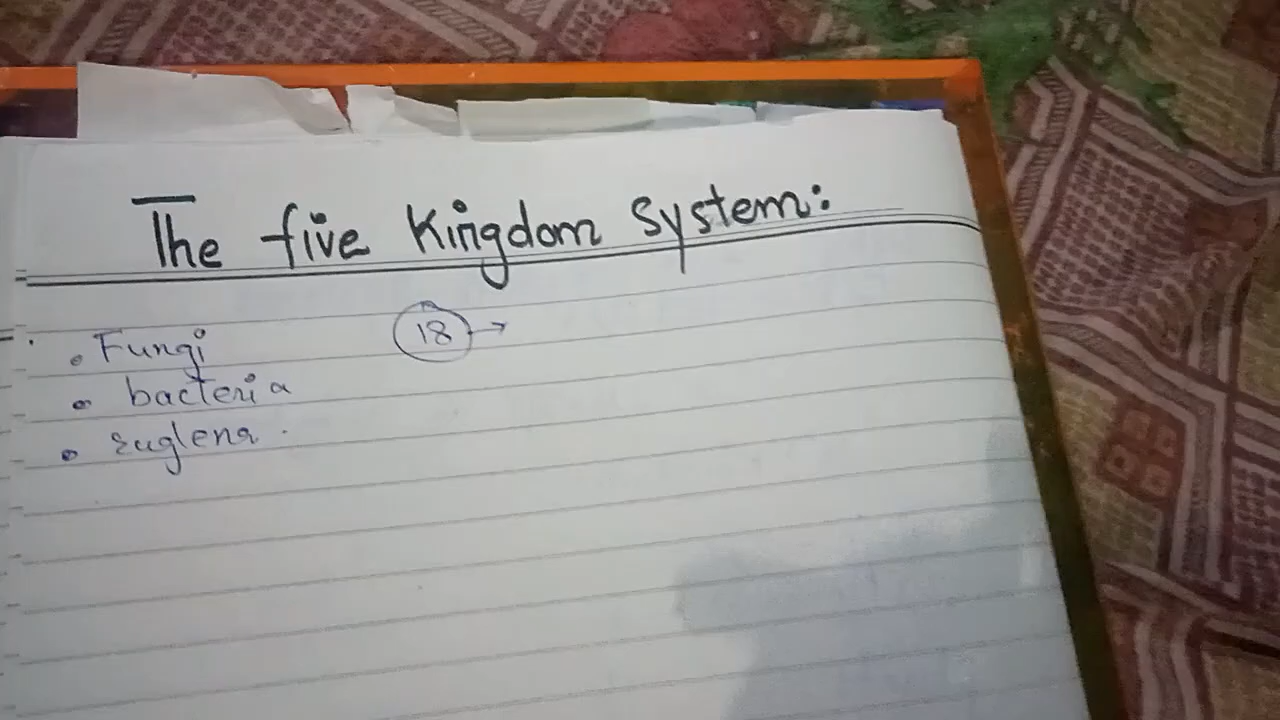 The five Kingdom System:
18 →
• Fungi
• bacteria
• euglena